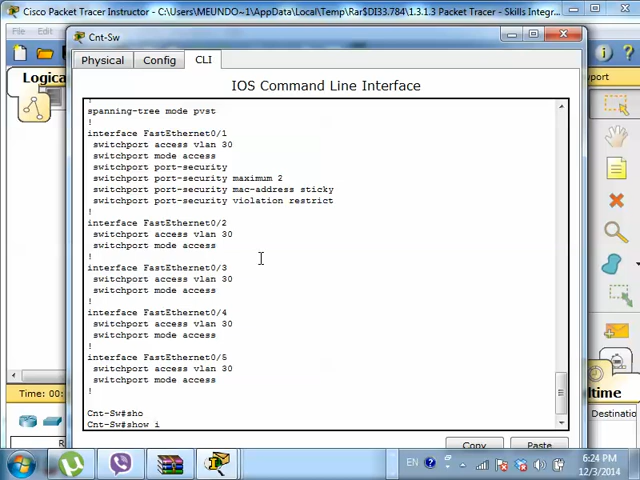 Cisco Packet Tracer Instructor - C:\Users\MEUNDO~1\AppData\Local\Temp\Rar$DI33.784\1.3.1.3 Packet Tracer - Skills Integr...
File
Cnt-Sw
Physical
Config
CLI
Logical
IOS Command Line Interface
!
spanning-tree mode pvst
!
interface FastEthernet0/1
switchport access vlan 30
switchport mode access
switchport port-security
switchport port-security maximum 2
switchport port-security mac-address sticky
switchport port-security violation restrict
!
interface FastEthernet0/2
switchport access vlan 30
switchport mode access
!
interface FastEthernet0/3
switchport access vlan 30
switchport mode access
!
interface FastEthernet0/4
switchport access vlan 30
switchport mode access
!
interface FastEthernet0/5
switchport access vlan 30
switchport mode access
!
Cnt-Sw#sho
Cnt-Sw#show i
Copy
Paste
Time: 00:
EN
6:24 PM
12/3/2014